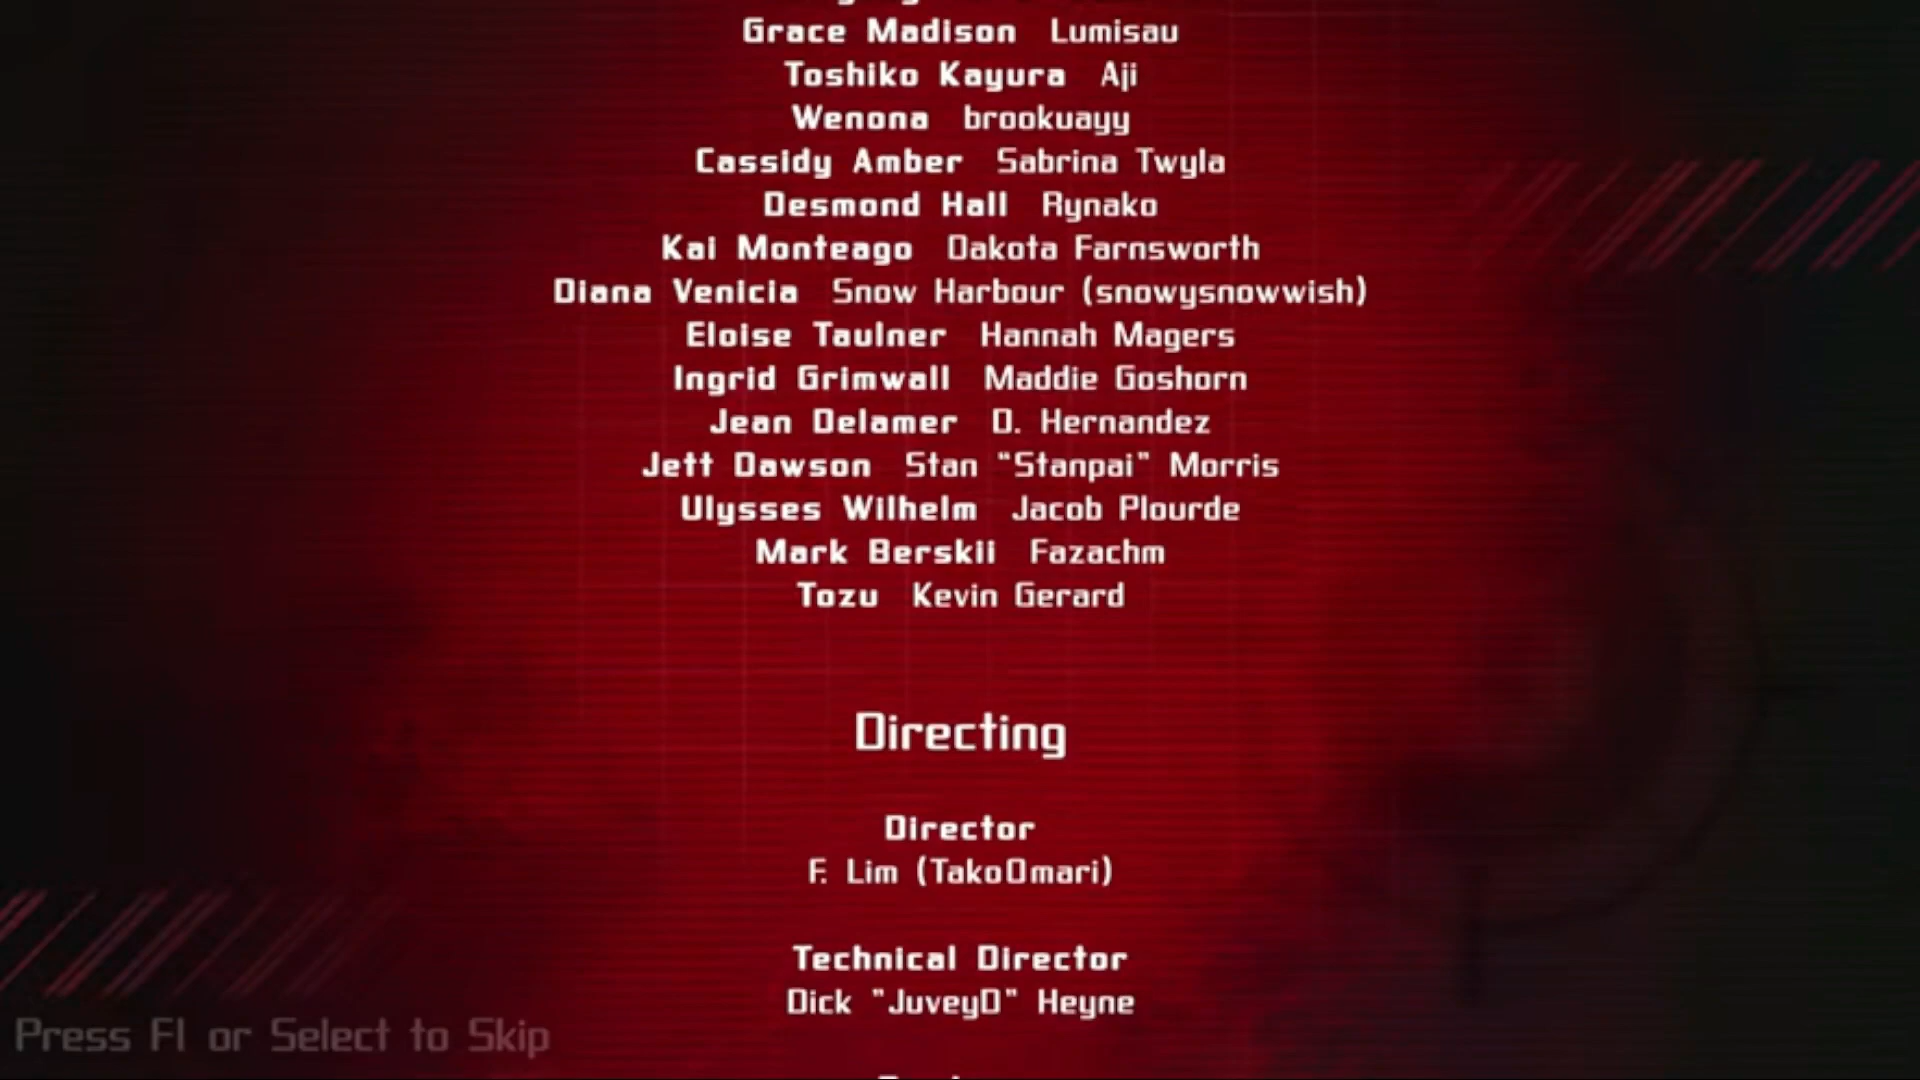 Grace Madison Lumisau
Toshiko Kayura Aji
Wenona brookuayy
Cassidy Amber Sabrina Twyla
Desmond Hall Rynako
Kai Monteago Dakota Farnsworth
Diana Venicia Snow Harbour (snowysnowwish)
Eloise Taulner Hannah Magers
Ingrid Grimwall Maddie Goshorn
Jean Delamer D. Hernandez
Jett Dawson Stan "Stanpai" Morris
Ulysses Wilhelm Jacob Plourde
Mark Berskii Fazachm
Tozu Kevin Gerard
Directing
Director
F. Lim (TakoOmari)
Technical Director
Dick "JuveyD" Heyne
Press F1 or Select to Skip